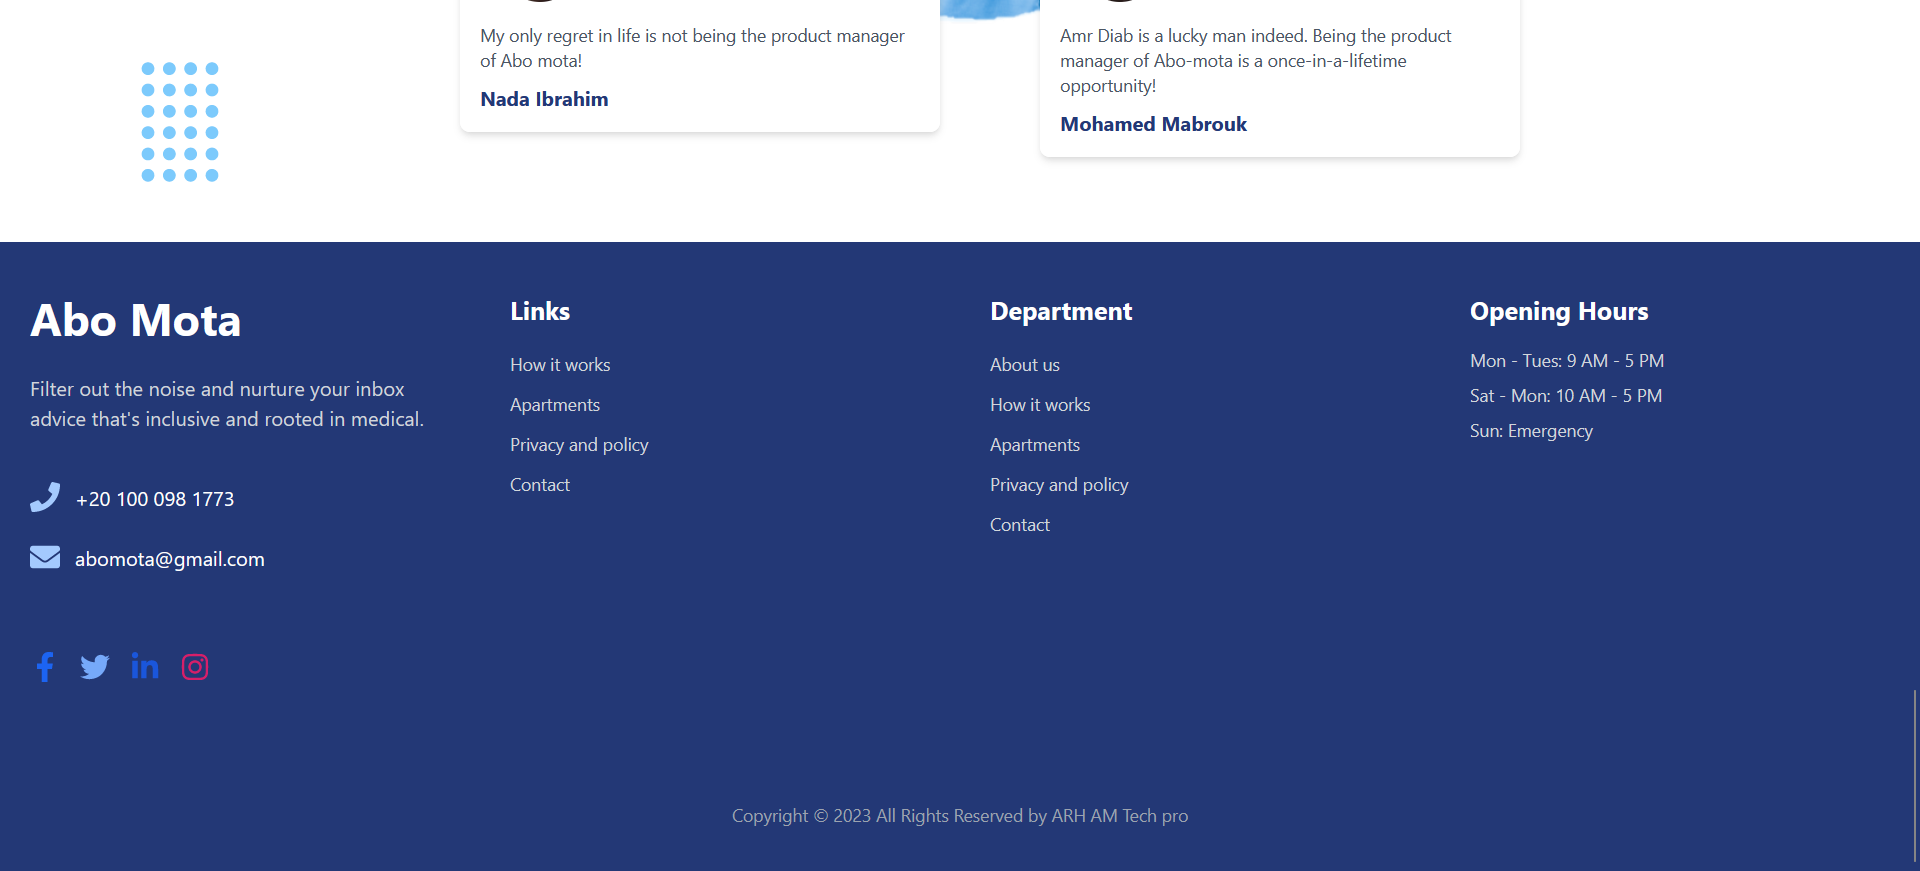 My only regret in life is not being the product manager
of Abo mota!
Nada Ibrahim
Amr Diab is a lucky man indeed. Being the product
manager of Abo-mota is a once-in-a-lifetime
opportunity!
Mohamed Mabrouk
Abo Mota
Filter out the noise and nurture your inbox
advice that's inclusive and rooted in medical.
+20 100 098 1773
abomota@gmail.com
Links
How it works
Apartments
Privacy and policy
Contact
Department
About us
How it works
Apartments
Privacy and policy
Contact
Opening Hours
Mon - Tues: 9 AM - 5 PM
Sat - Mon: 10 AM - 5 PM
Sun: Emergency
Copyright © 2023 All Rights Reserved by ARH AM Tech pro